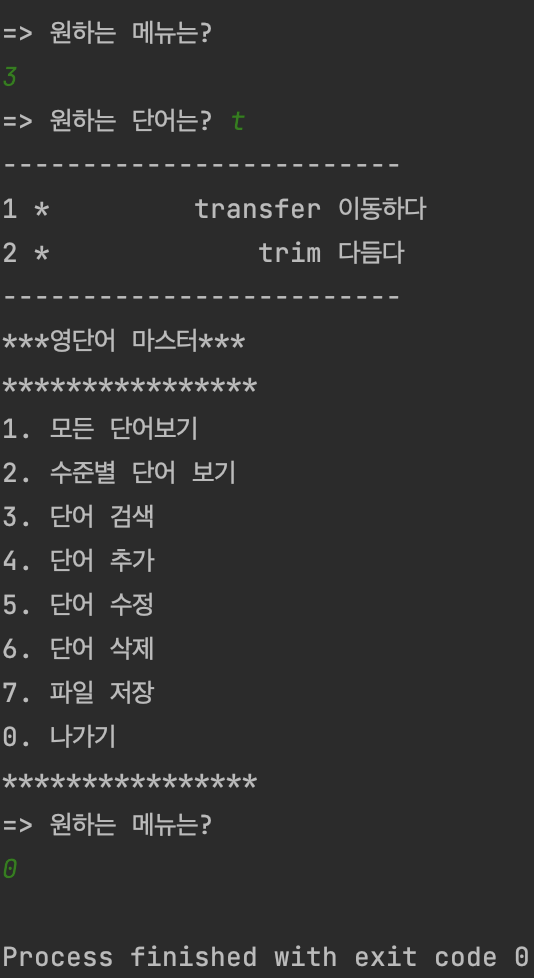 => 원하는 메뉴는?
3
=> 원하는 단어는? t
-------------------------
1 *         transfer 이동하다
2 *             trim 다듬다
-------------------------
***영단어 마스터***
****************
1. 모든 단어보기
2. 수준별 단어 보기
3. 단어 검색
4. 단어 추가
5. 단어 수정
6. 단어 삭제
7. 파일 저장
0. 나가기
****************
=> 원하는 메뉴는?
0
Process finished with exit code 0